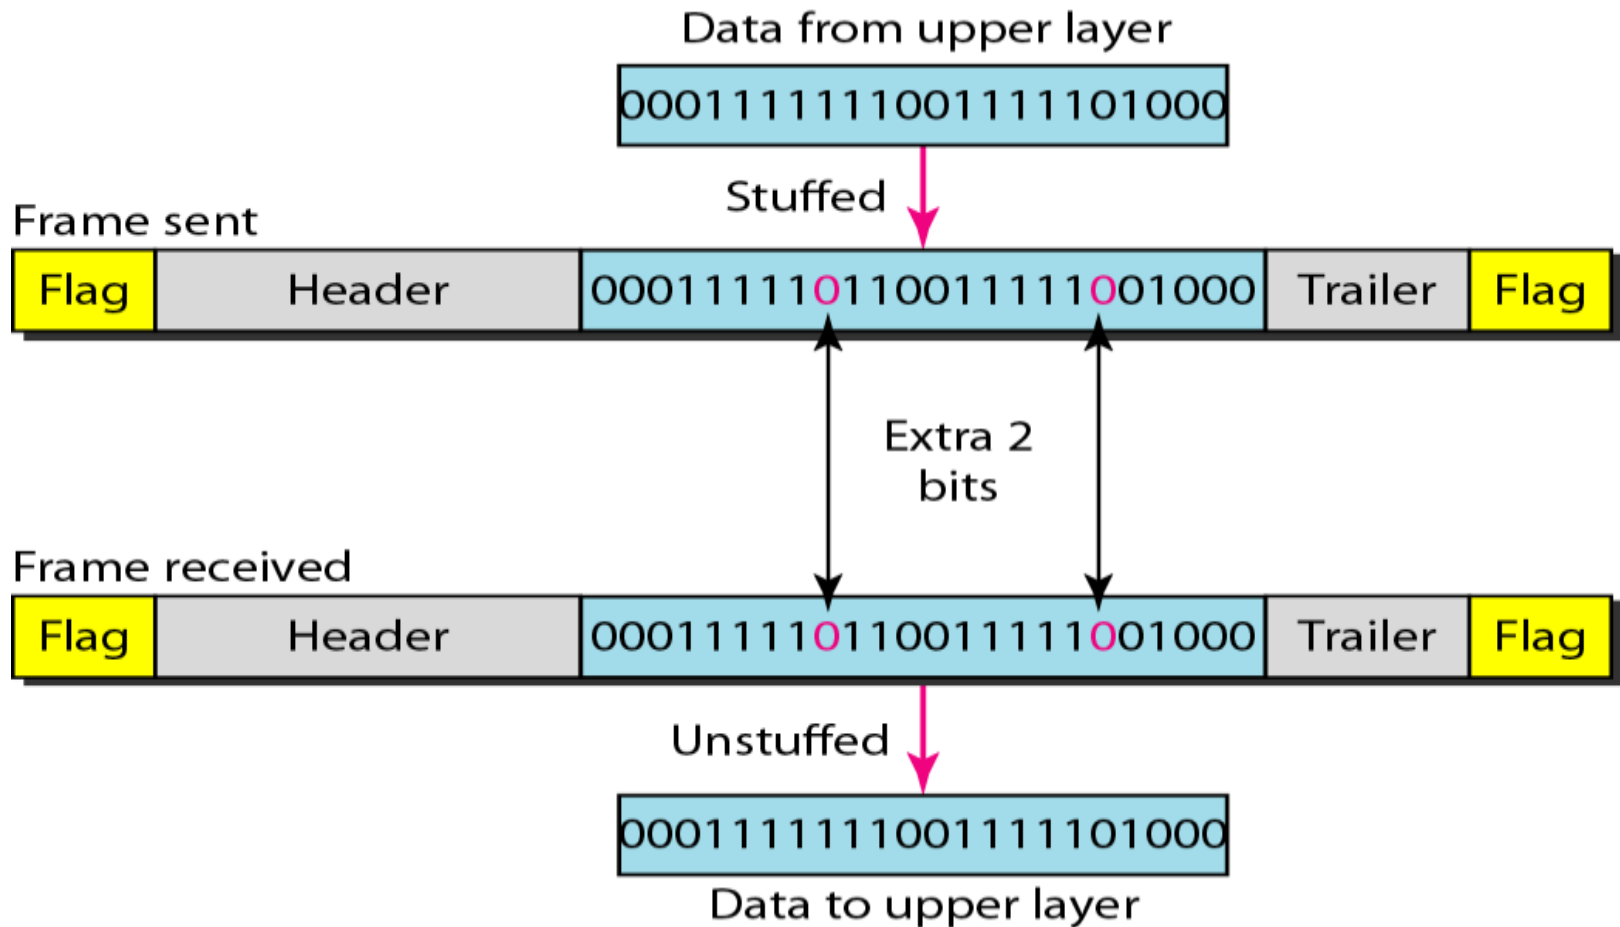 Data from upper layer
0001111111001111101000
Stuffed
Frame sent
Flag Header 000111110110011111001000 Trailer Flag
Extra 2
bits
Frame received
Flag Header 000111110110011111001000 Trailer Flag
Unstuffed
0001111111001111101000
Data to upper layer